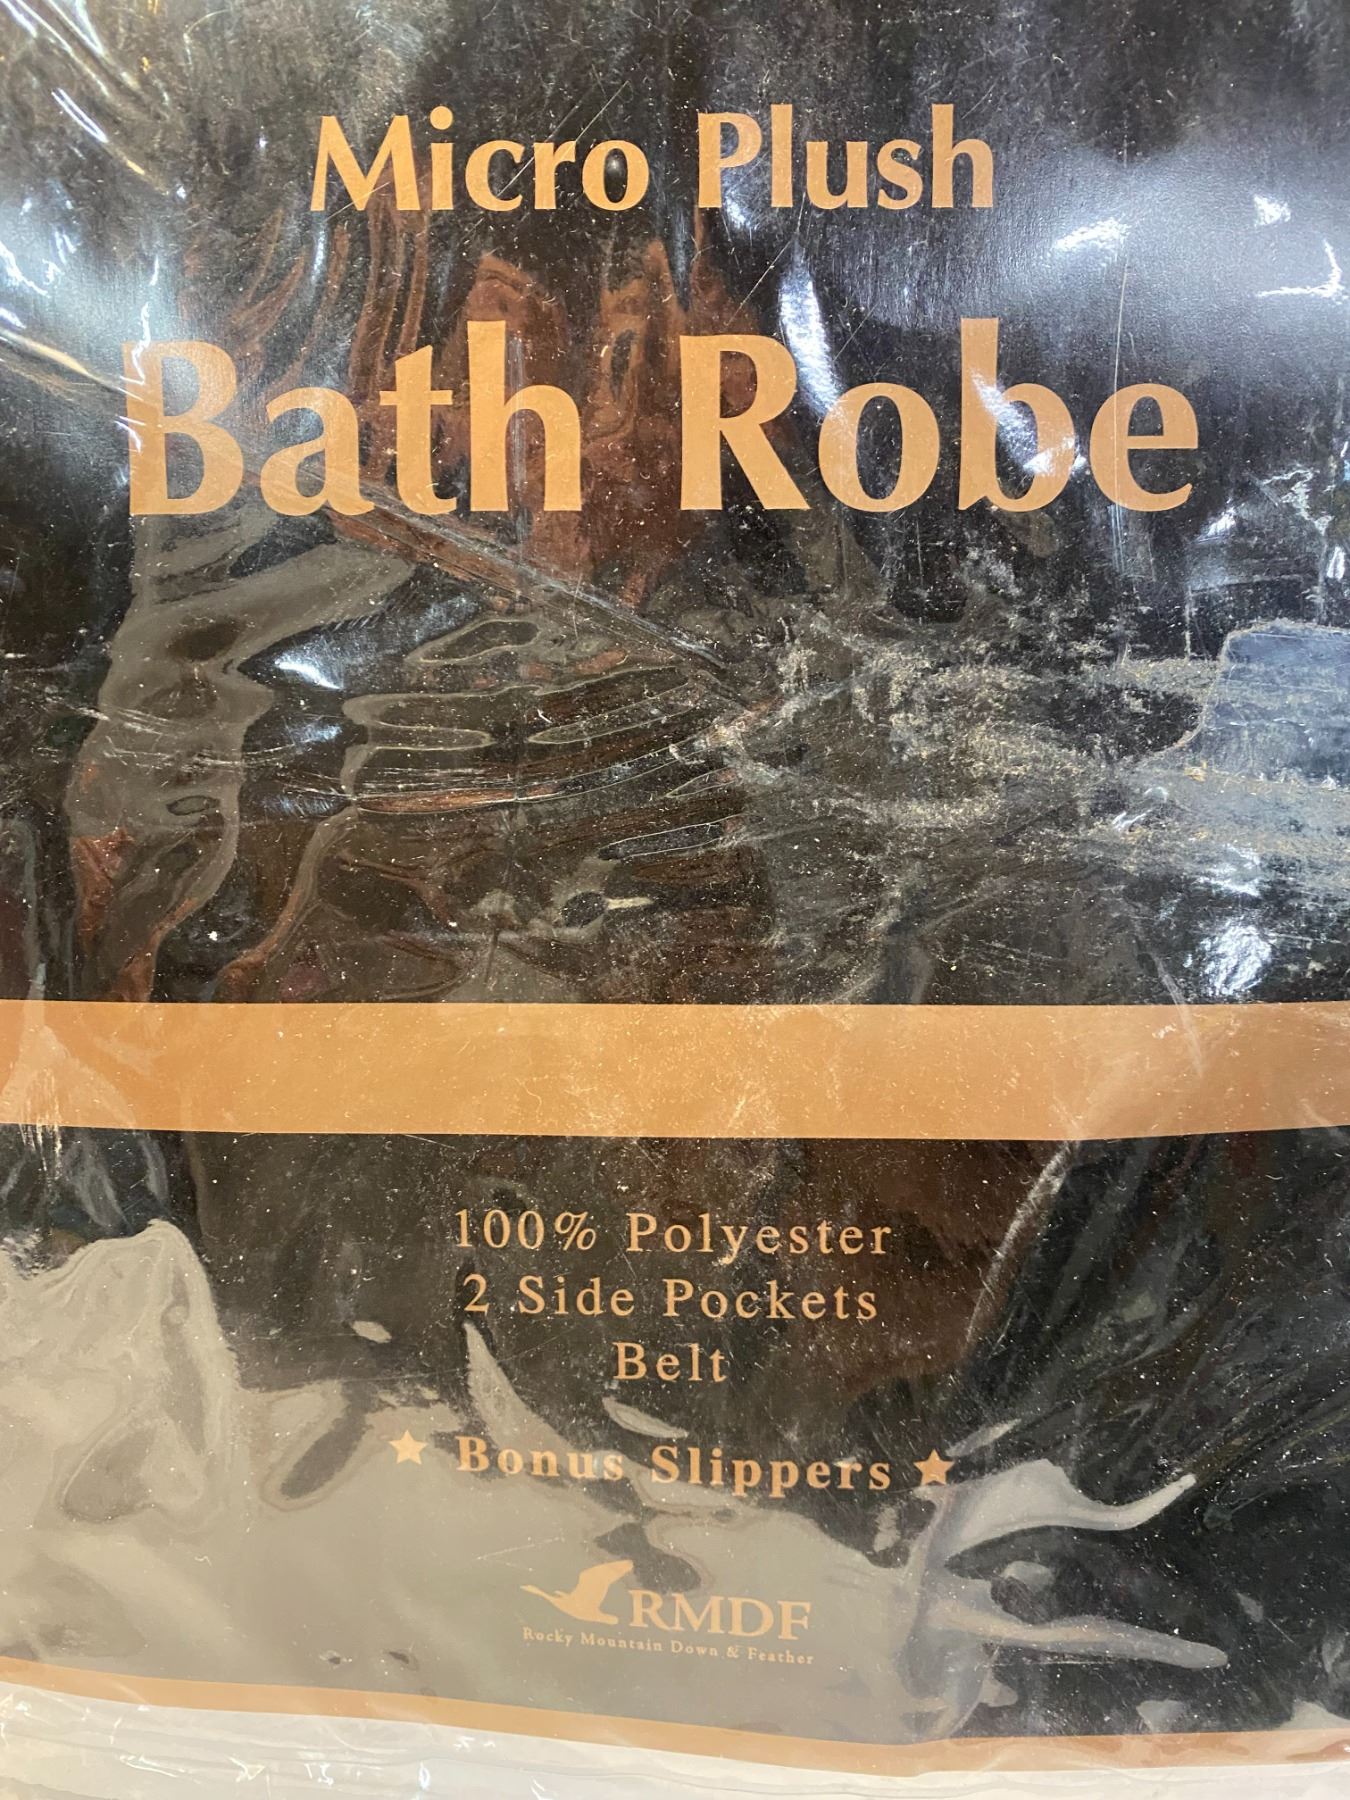 Micro Plush
Bath Robe
100% Polyester
2 Side Pockets
Belt
★ Bonus Slippers ★
RMDF
Rocky Mountain Down & Feather